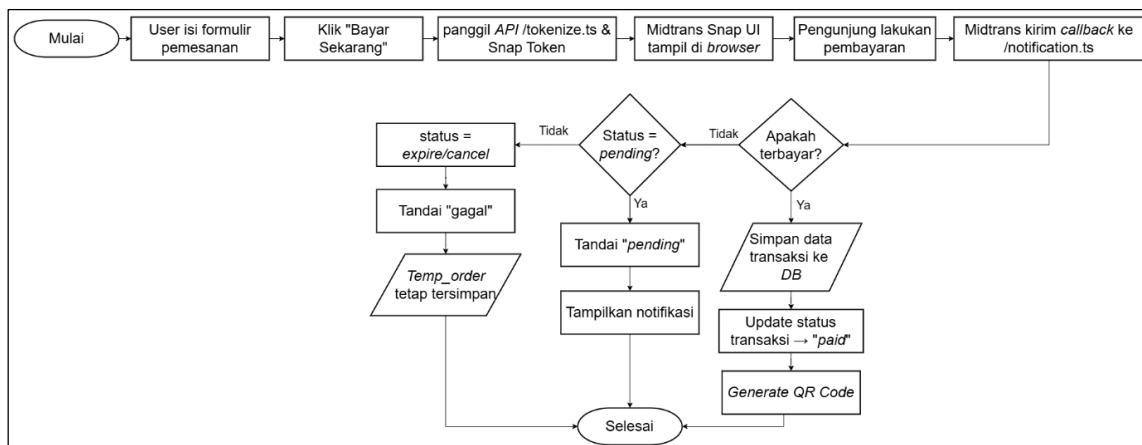 Mulai
User isi formulir
pemesanan
Klik "Bayar
Sekarang"
panggil API /tokenize.ts &
Snap Token
Midtrans Snap UI
tampil di browser
Pengunjung lakukan
pembayaran
Midtrans kirim callback ke
/notification.ts
Apakah
terbayar?
Tidak
Status =
pending?
Tidak
status =
expire/cancel
Tandai "gagal"
Temp_order
tetap tersimpan
Ya
Tandai "pending"
Tampilkan notifikasi
Ya
Simpan data
transaksi ke
DB
Update status
transaksi → "paid"
Generate QR Code
Selesai